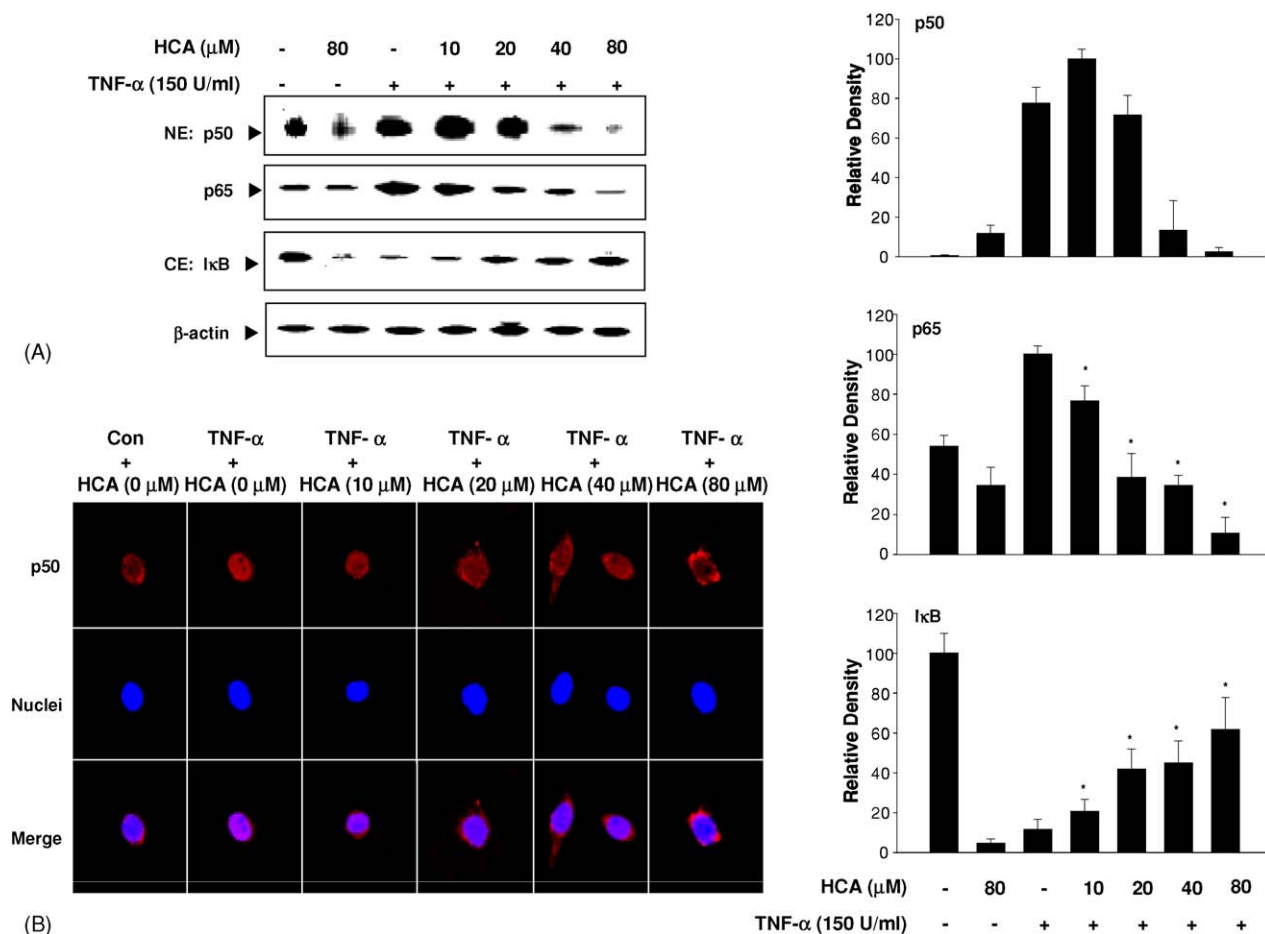 HCA (μM) - 80 - 10 20 40 80
TNF-α (150 U/ml) - - + + + + +
NE: p50
p65
CE: IκB
β-actin
(A)
Con TNF-α TNF- α TNF- α TNF- α TNF- α
+ + + + + +
HCA (0 μM) HCA (0 μM) HCA (10 μM) HCA (20 μM) HCA (40 μM) HCA (80 μM)
p50
Nuclei
Merge
(B)
p50
Relative Density
120
100
80
60
40
20
0
p65
Relative Density
120
100
80
60
40
20
0
*
*
*
*
IκB
Relative Density
120
100
80
60
40
20
0
*
*
*
*
HCA (μM) - 80 - 10 20 40 80
TNF-α (150 U/ml) - - + + + + +